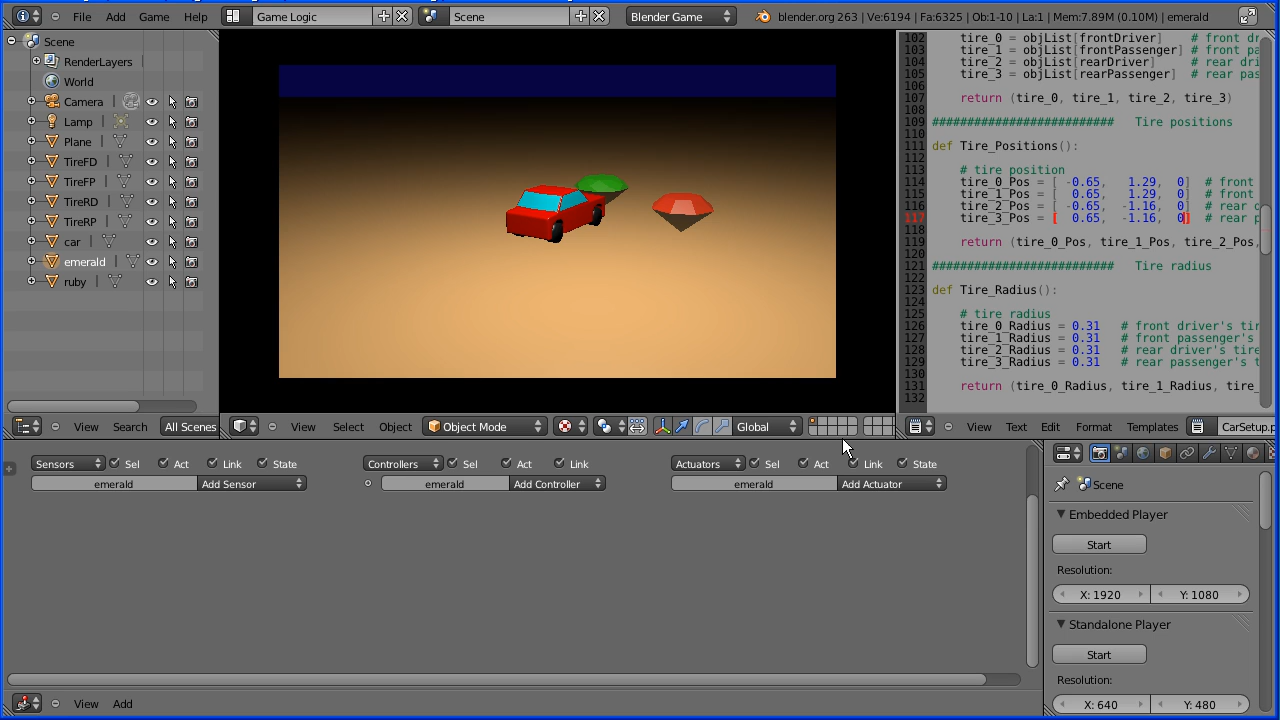 File Add Game Help Game Logic Scene Blender Game blender.org 263 | Ve:6194 | Fa:6325 | Ob:1-10 | La:1 | Mem:7.89M (0.10M) | emerald
Scene
RenderLayers
World
Camera
Lamp
Plane
TireFD
TireFP
TireRD
TireRP
car
emerald
ruby
View Search All Scenes
View Select Object Object Mode Global
102 tire_0 = objList[frontDriver] # front dr
103 tire_1 = objList[frontPassenger] # front pa
104 tire_2 = objList[rearDriver] # rear dri
105 tire_3 = objList[rearPassenger] # rear pas
106
107 return (tire_0, tire_1, tire_2, tire_3)
108
109 ########################## Tire positions
110
111 def Tire_Positions():
112
113 # tire position
114 tire_0_Pos = [ -0.65, 1.29, 0] # front
115 tire_1_Pos = [ 0.65, 1.29, 0] # front
116 tire_2_Pos = [ -0.65, -1.16, 0] # rear d
117 tire_3_Pos = [ 0.65, -1.16, 0] # rear p
118
119 return (tire_0_Pos, tire_1_Pos, tire_2_Pos,
120
121 ########################## Tire radius
122
123 def Tire_Radius():
124
125 # tire radius
126 tire_0_Radius = 0.31 # front driver's tir
127 tire_1_Radius = 0.31 # front passenger's
128 tire_2_Radius = 0.31 # rear driver's tire
129 tire_3_Radius = 0.31 # rear passenger's t
130
131 return (tire_0_Radius, tire_1_Radius, tire_
132
View Text Edit Format Templates CarSetup.p
Sensors Sel Act Link State Controllers Sel Act Link Actuators Sel Act Link State
emerald Add Sensor emerald Add Controller emerald Add Actuator
Scene
Embedded Player
Start
Resolution:
X: 1920 Y: 1080
Standalone Player
Start
Resolution:
X: 640 Y: 480
View Add